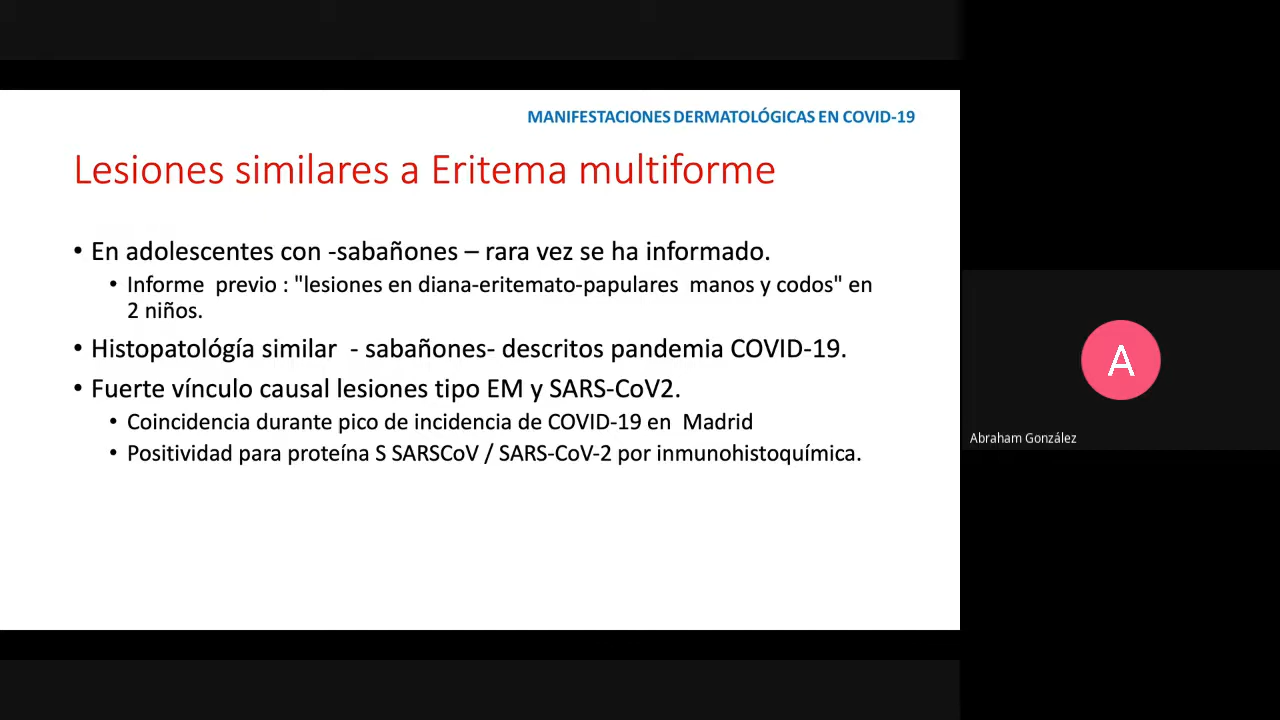 MANIFESTACIONES DERMATOLÓGICAS EN COVID-19
Lesiones similares a Eritema multiforme
• En adolescentes con -sabañones – rara vez se ha informado.
• Informe previo : "lesiones en diana-eritemato-papulares manos y codos" en
2 niños.
• Histopatológía similar - sabañones- descritos pandemia COVID-19.
• Fuerte vínculo causal lesiones tipo EM y SARS-CoV2.
• Coincidencia durante pico de incidencia de COVID-19 en Madrid
• Positividad para proteína S SARSCoV / SARS-CoV-2 por inmunohistoquímica.
A
Abraham González